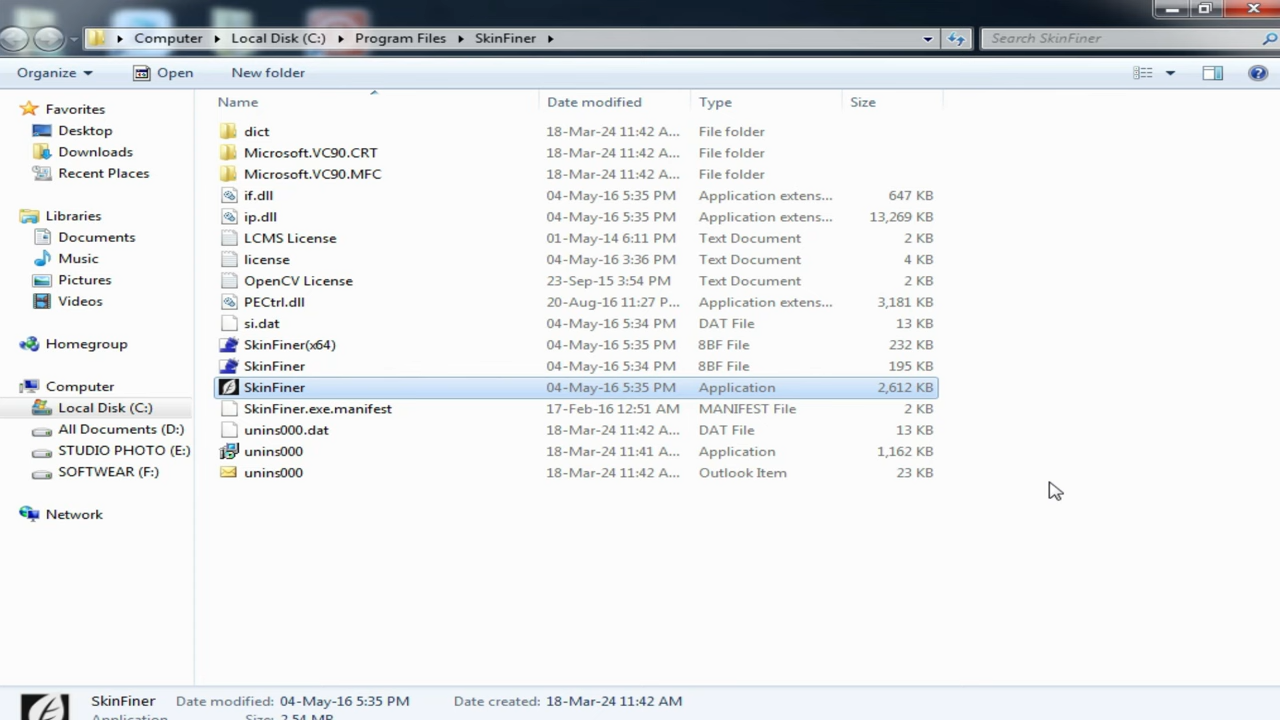 Computer Local Disk (C:) Program Files SkinFiner Search SkinFiner
Organize Open New folder
Name Date modified Type Size
Favorites
Desktop
Downloads
Recent Places
Libraries
Documents
Music
Pictures
Videos
Homegroup
Computer
Local Disk (C:)
All Documents (D:)
STUDIO PHOTO (E:)
SOFTWEAR (F:)
Network
dict 18-Mar-24 11:42 A... File folder
Microsoft.VC90.CRT 18-Mar-24 11:42 A... File folder
Microsoft.VC90.MFC 18-Mar-24 11:42 A... File folder
if.dll 04-May-16 5:35 PM Application extens... 647 KB
ip.dll 04-May-16 5:35 PM Application extens... 13,269 KB
LCMS License 01-May-14 6:11 PM Text Document 2 KB
license 04-May-16 3:36 PM Text Document 4 KB
OpenCV License 23-Sep-15 3:54 PM Text Document 2 KB
PECtrl.dll 20-Aug-16 11:27 P... Application extens... 3,181 KB
si.dat 04-May-16 5:34 PM DAT File 13 KB
SkinFiner(x64) 04-May-16 5:35 PM 8BF File 232 KB
SkinFiner 04-May-16 5:34 PM 8BF File 195 KB
SkinFiner 04-May-16 5:35 PM Application 2,612 KB
SkinFiner.exe.manifest 17-Feb-16 12:51 AM MANIFEST File 2 KB
unins000.dat 18-Mar-24 11:42 A... DAT File 13 KB
unins000 18-Mar-24 11:41 A... Application 1,162 KB
unins000 18-Mar-24 11:42 A... Outlook Item 23 KB
SkinFiner Date modified: 04-May-16 5:35 PM Date created: 18-Mar-24 11:42 AM
Application Size: 2.54 MB